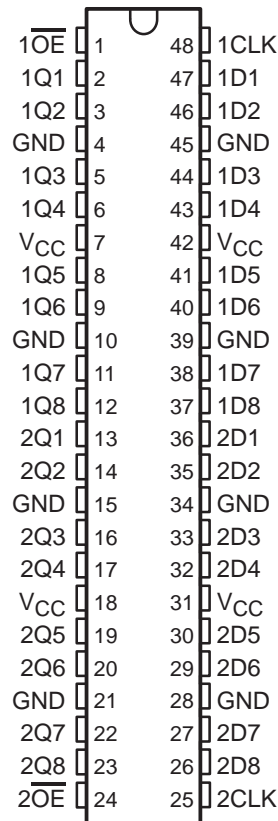 1O̅E̅ 1 48 1CLK
1Q1 2 47 1D1
1Q2 3 46 1D2
GND 4 45 GND
1Q3 5 44 1D3
1Q4 6 43 1D4
VCC 7 42 VCC
1Q5 8 41 1D5
1Q6 9 40 1D6
GND 10 39 GND
1Q7 11 38 1D7
1Q8 12 37 1D8
2Q1 13 36 2D1
2Q2 14 35 2D2
GND 15 34 GND
2Q3 16 33 2D3
2Q4 17 32 2D4
VCC 18 31 VCC
2Q5 19 30 2D5
2Q6 20 29 2D6
GND 21 28 GND
2Q7 22 27 2D7
2Q8 23 26 2D8
2O̅E̅ 24 25 2CLK